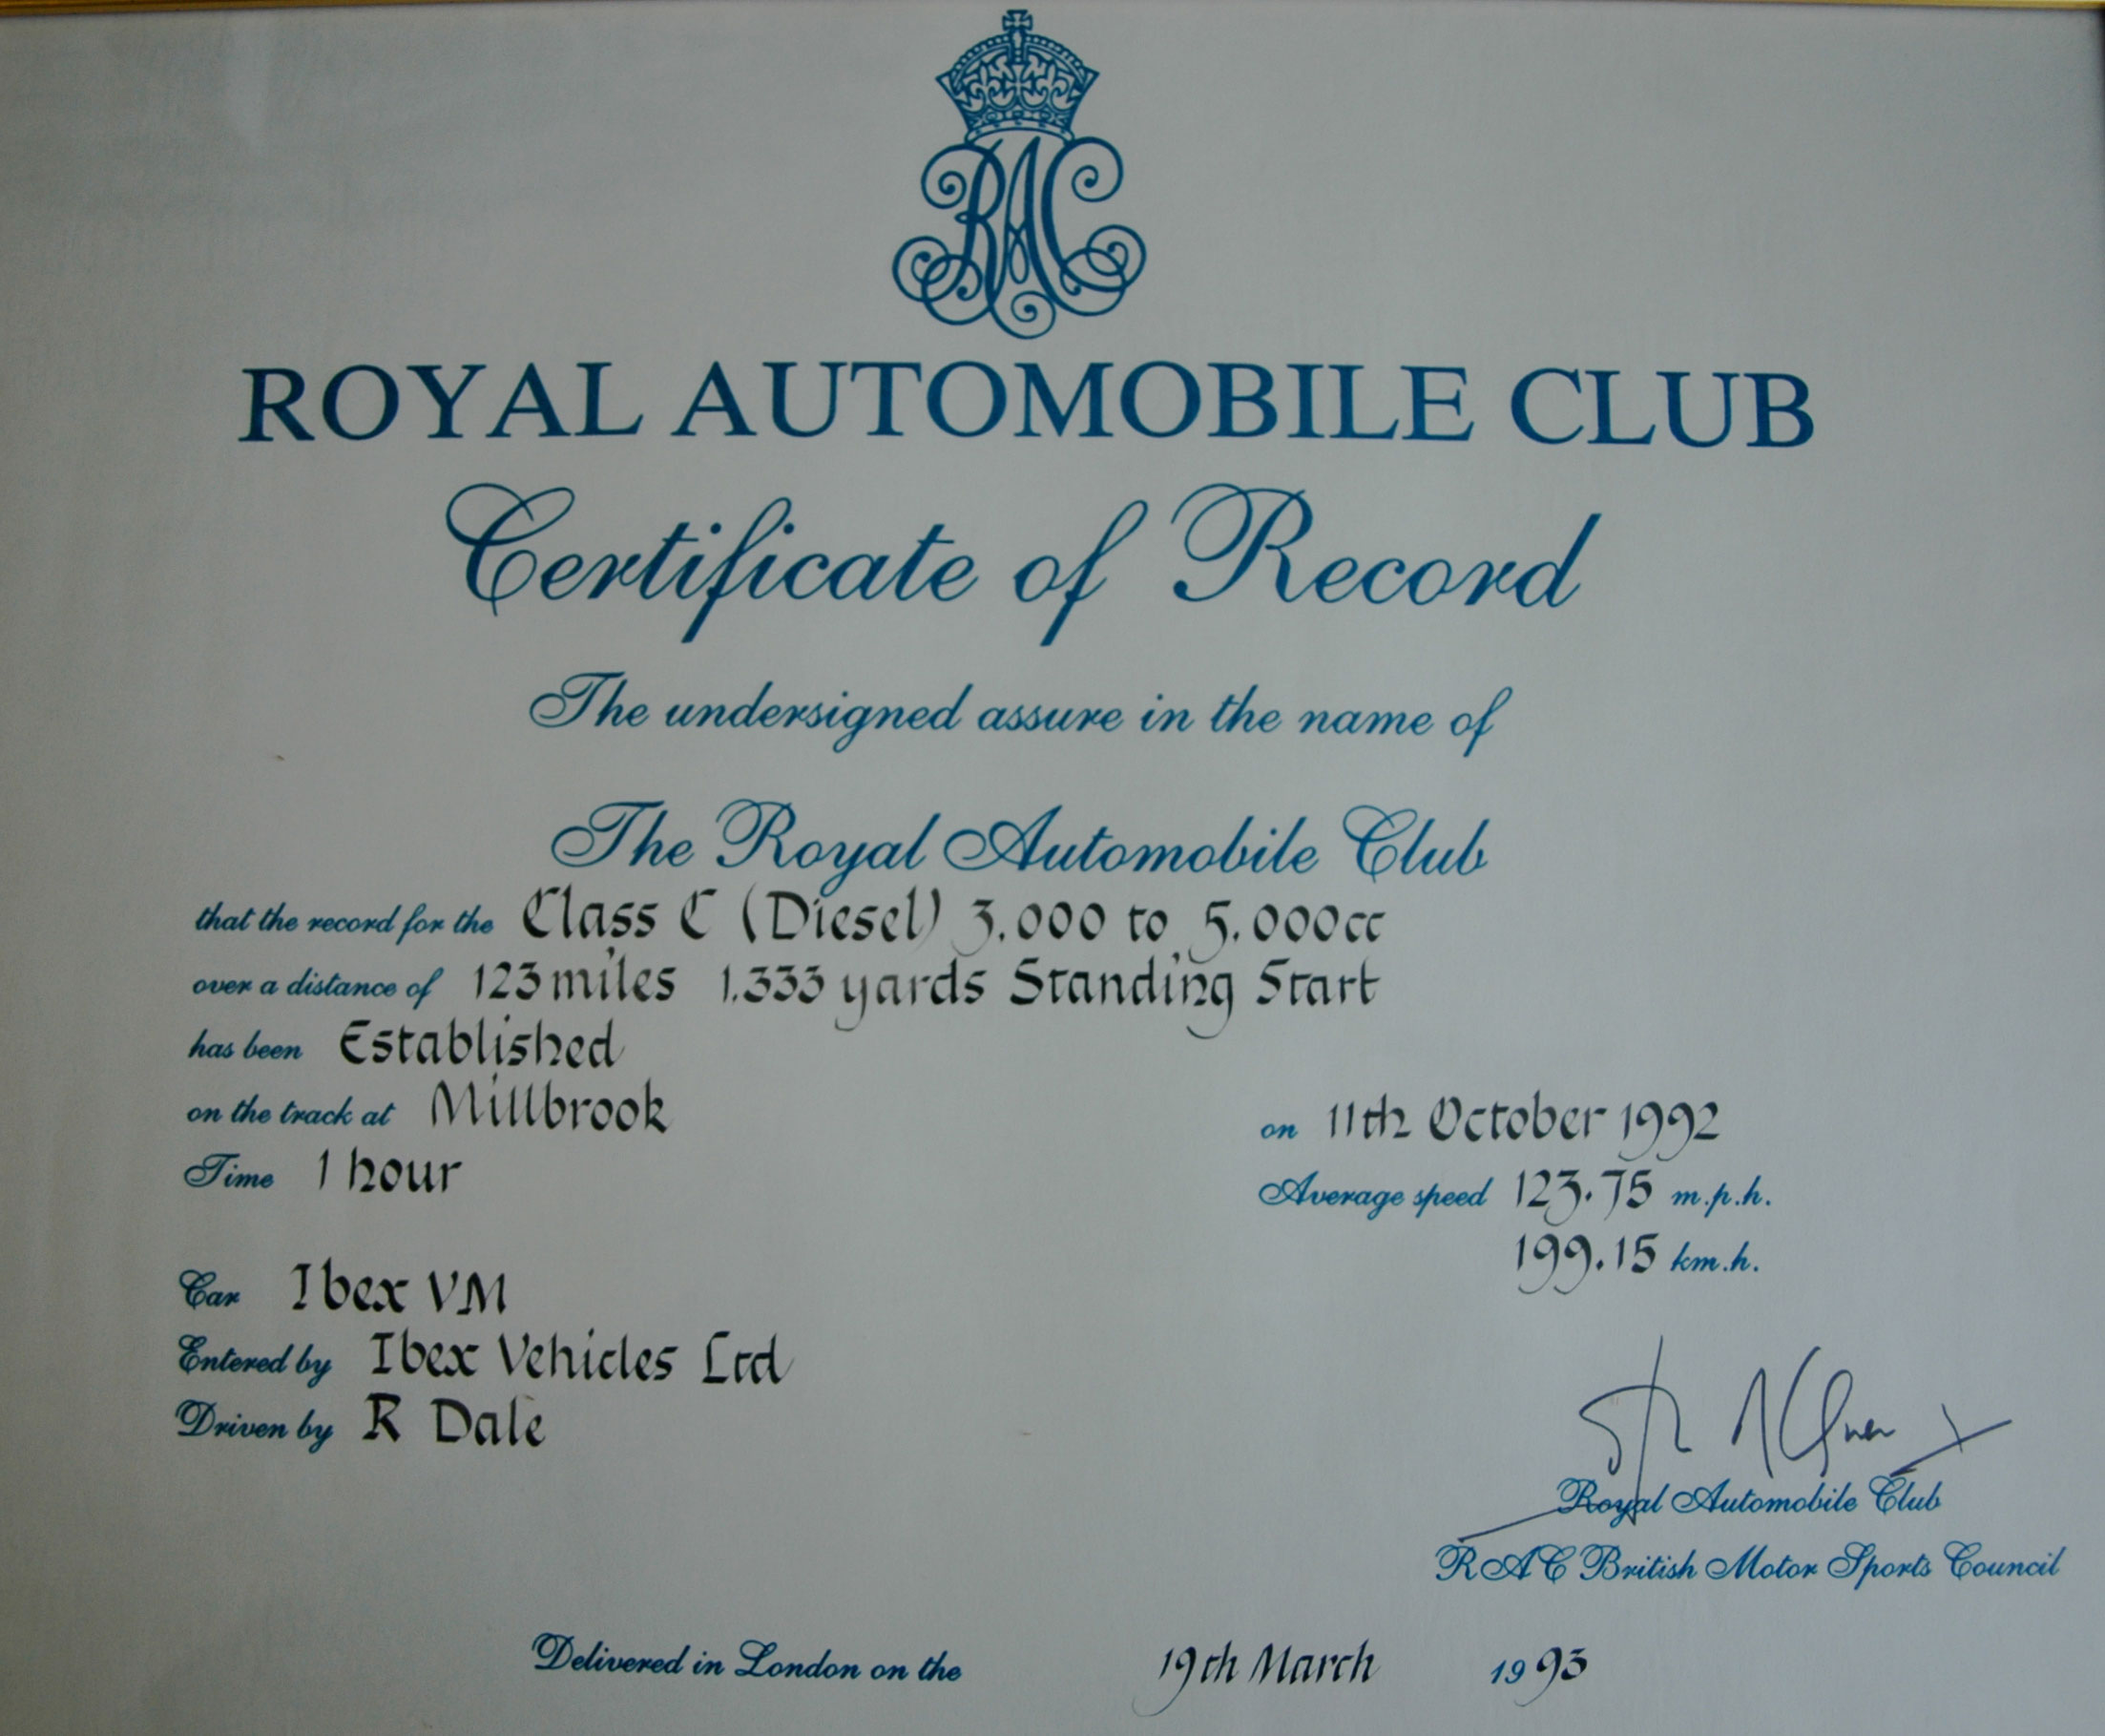 RAC
ROYAL AUTOMOBILE CLUB
Certificate of Record
The undersigned assure in the name of
The Royal Automobile Club
that the record for the Class C (Diesel) 3.000 to 5.000cc
over a distance of 123 miles 1.333 yards Standing Start
has been Established
on the track at Millbrook on 11th October 1992
Time 1 hour Average speed 123.75 m.p.h.
199.15 km.h.
Car Ibex VM
Entered by Ibex Vehicles Ltd
Driven by R Dale
Royal Automobile Club
RAC British Motor Sports Council
Delivered in London on the 19th March 1993